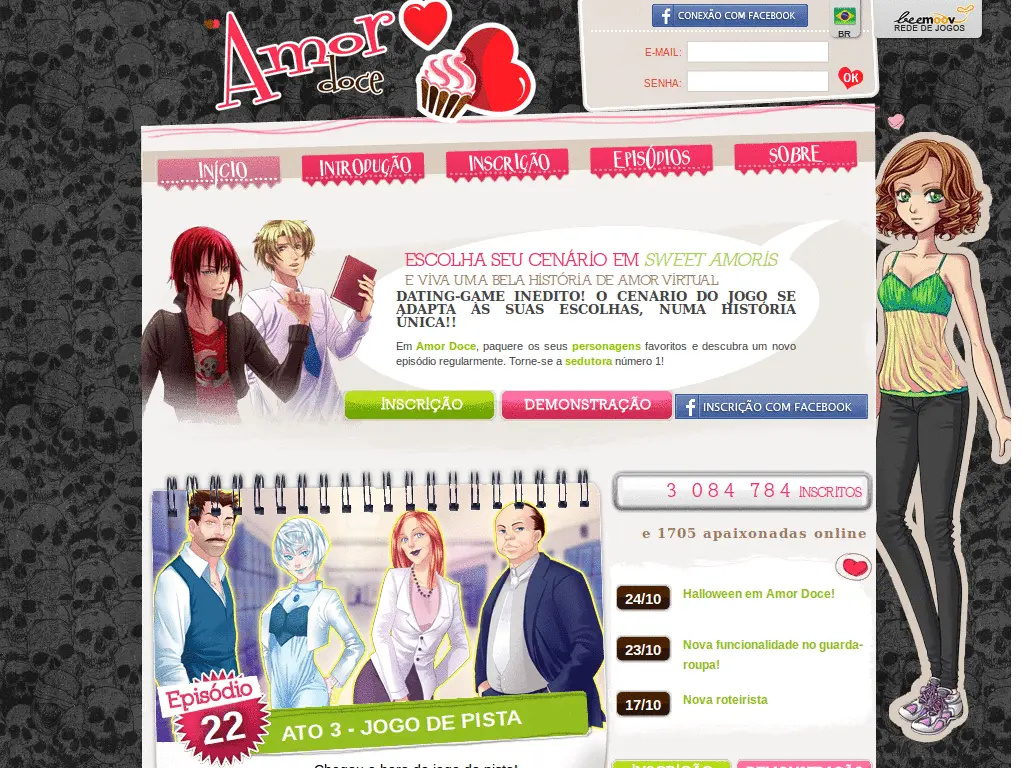 Amor
doce
CONEXÃO COM FACEBOOK
BR
beemoov
REDE DE JOGOS
E-MAIL:
SENHA:
OK
INÍCIO
INTRODUÇÃO
INSCRIÇÃO
EPISÓDIOS
SOBRE
ESCOLHA SEU CENÁRIO EM SWEET AMORIS
E VIVA UMA BELA HISTÓRIA DE AMOR VIRTUAL
DATING-GAME INEDITO! O CENARIO DO JOGO SE
ADAPTA ÀS SUAS ESCOLHAS, NUMA HISTÓRIA
ÚNICA!!
Em Amor Doce, paquere os seus personagens favoritos e descubra um novo
episódio regularmente. Torne-se a sedutora número 1!
INSCRIÇÃO
DEMONSTRAÇÃO
INSCRIÇÃO COM FACEBOOK
3 084 784 INSCRITOS
e 1705 apaixonadas online
24/10 Halloween em Amor Doce!
23/10 Nova funcionalidade no guarda-
roupa!
17/10 Nova roteirista
Episódio
22
ATO 3 - JOGO DE PISTA
Chegou a hora do jogo de pista!
INSCRIÇÃO
DEMONSTRAÇÃO